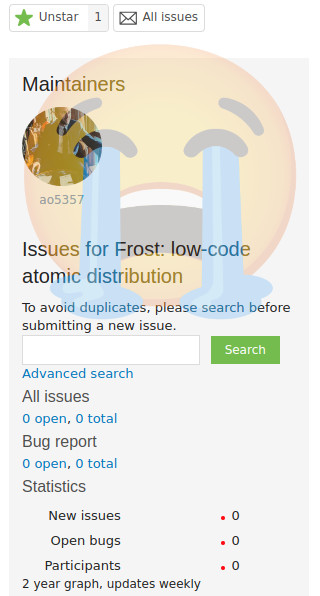 Unstar 1 All issues
Maintainers
ao5357
Issues for Frost: low-code
atomic distribution
To avoid duplicates, please search before
submitting a new issue.
Search
Advanced search
All issues
0 open, 0 total
Bug report
0 open, 0 total
Statistics
New issues 0
Open bugs 0
Participants 0
2 year graph, updates weekly